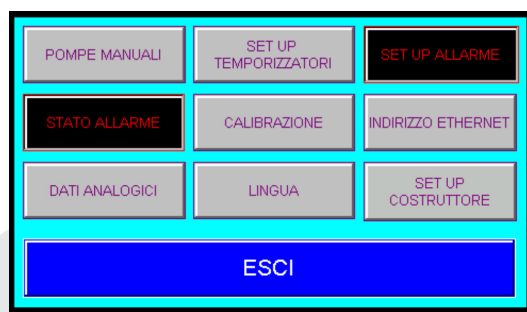 POMPE MANUALI
SET UP
TEMPORIZZATORI
SET UP ALLARME
STATO ALLARME
CALIBRAZIONE
INDIRIZZO ETHERNET
DATI ANALOGICI
LINGUA
SET UP
COSTRUTTORE
ESCI